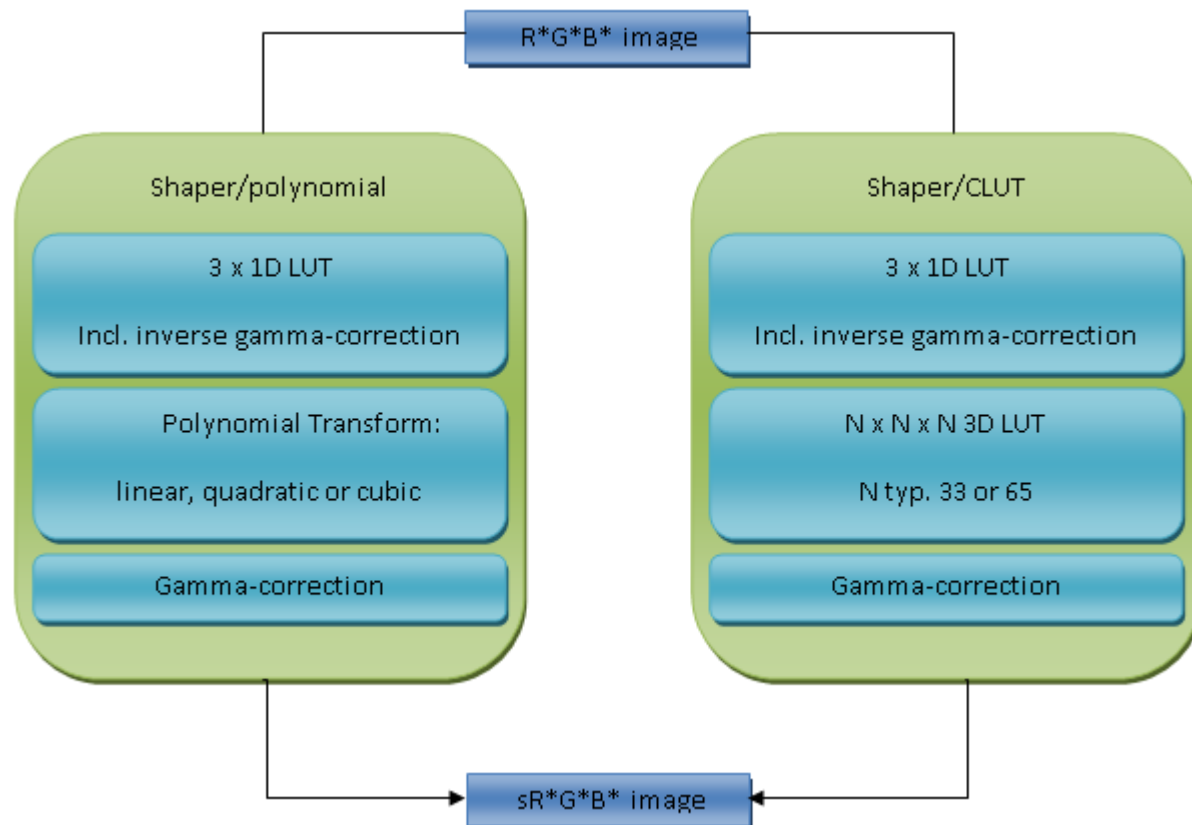 R*G*B* image
Shaper/polynomial
3 x 1D LUT
Incl. inverse gamma-correction
Polynomial Transform:
linear, quadratic or cubic
Gamma-correction
Shaper/CLUT
3 x 1D LUT
Incl. inverse gamma-correction
N x N x N 3D LUT
N typ. 33 or 65
Gamma-correction
sR*G*B* image